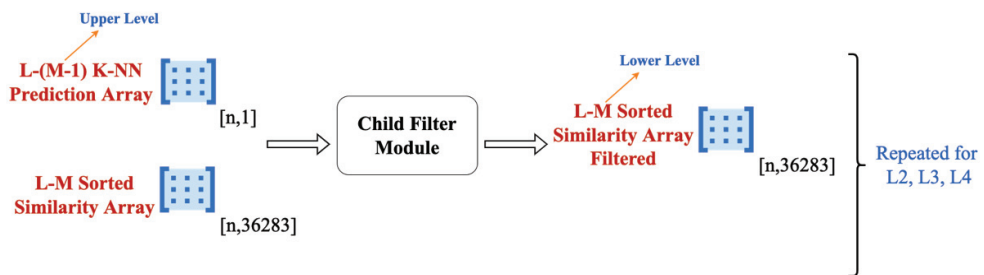 Upper Level
L-(M-1) K-NN
Prediction Array
[n,1]
L-M Sorted
Similarity Array
[n,36283]
Child Filter
Module
Lower Level
L-M Sorted
Similarity Array
Filtered
[n,36283]
Repeated for
L2, L3, L4